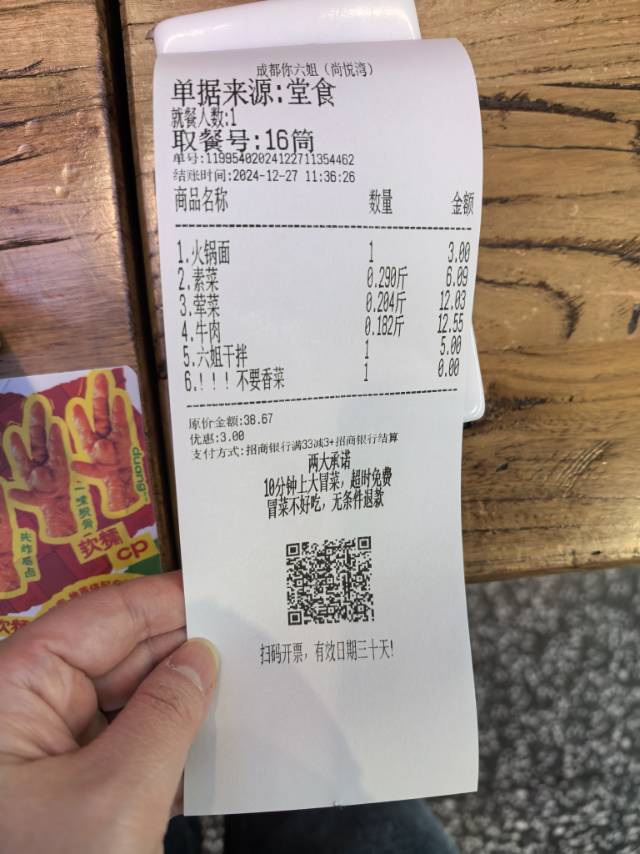 成都你六姐（尚悦湾）
单据来源:堂食
就餐人数:1
取餐号:16筒
单号:11995402024122711354462
结账时间:2024-12-27 11:36:26
商品名称 数量 金额
1.火锅面 1 3.00
2.素菜 0.290斤 6.09
3.荤菜 0.204斤 12.03
4.牛肉 0.182斤 12.55
5.六姐干拌 1 5.00
6.！！！不要香菜 1 0.00
原价金额:38.67
优惠:3.00
支付方式:招商银行满33减3+招商银行结算
两大承诺
10分钟上大冒菜，超时免费
冒菜不好吃，无条件退款
扫码开票，有效日期三十天!
duang~
软糯
cp